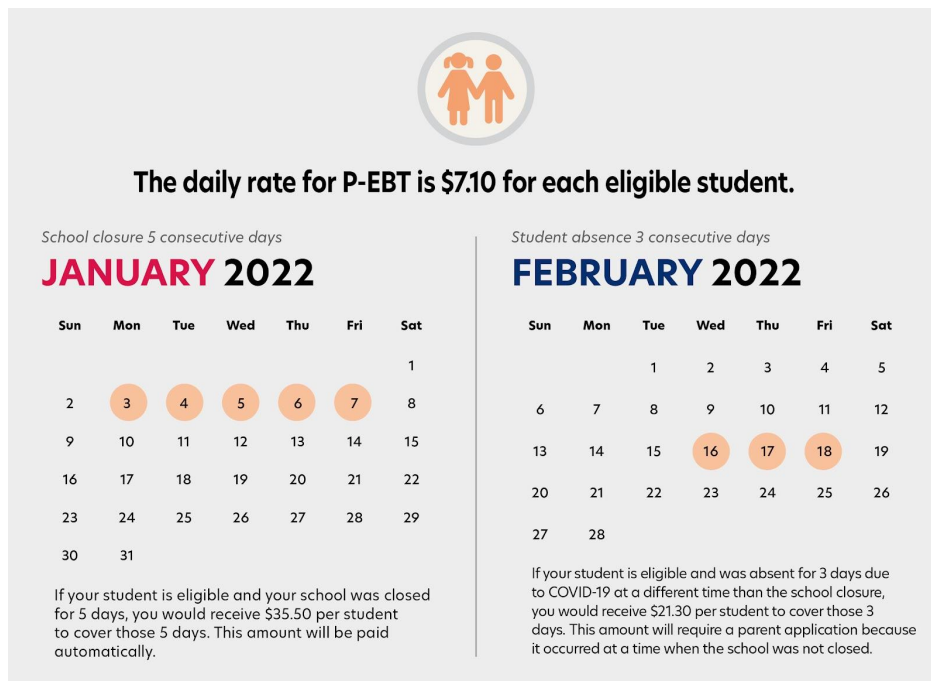 The daily rate for P-EBT is $7.10 for each eligible student.
School closure 5 consecutive days
JANUARY 2022
Sun Mon Tue Wed Thu Fri Sat
1
2 3 4 5 6 7 8
9 10 11 12 13 14 15
16 17 18 19 20 21 22
23 24 25 26 27 28 29
30 31
If your student is eligible and your school was closed
for 5 days, you would receive $35.50 per student
to cover those 5 days. This amount will be paid
automatically.
Student absence 3 consecutive days
FEBRUARY 2022
Sun Mon Tue Wed Thu Fri Sat
1 2 3 4 5
6 7 8 9 10 11 12
13 14 15 16 17 18 19
20 21 22 23 24 25 26
27 28
If your student is eligible and was absent for 3 days due
to COVID-19 at a different time than the school closure,
you would receive $21.30 per student to cover those 3
days. This amount will require a parent application because
it occurred at a time when the school was not closed.